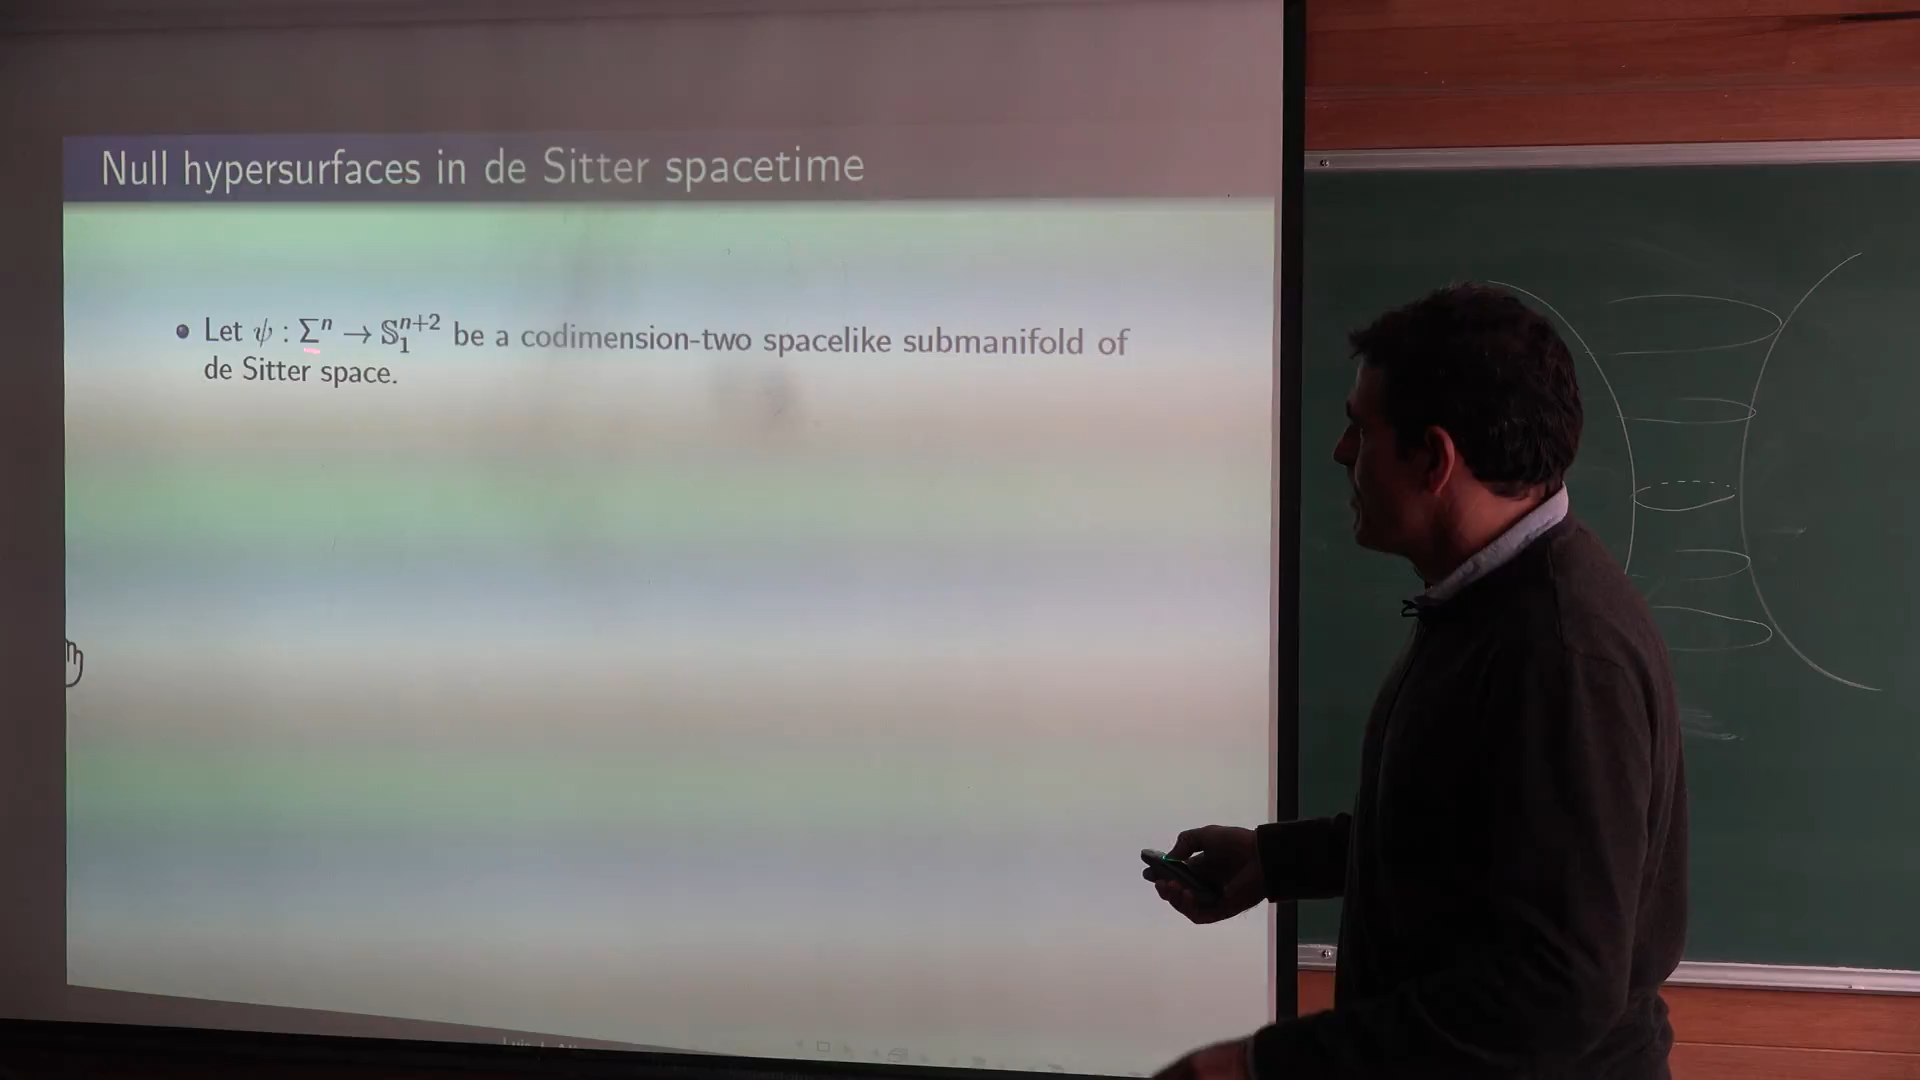 Null hypersurfaces in de Sitter spacetime
• Let ψ : Σⁿ → 𝕊₁ⁿ⁺² be a codimension-two spacelike submanifold of
de Sitter space.